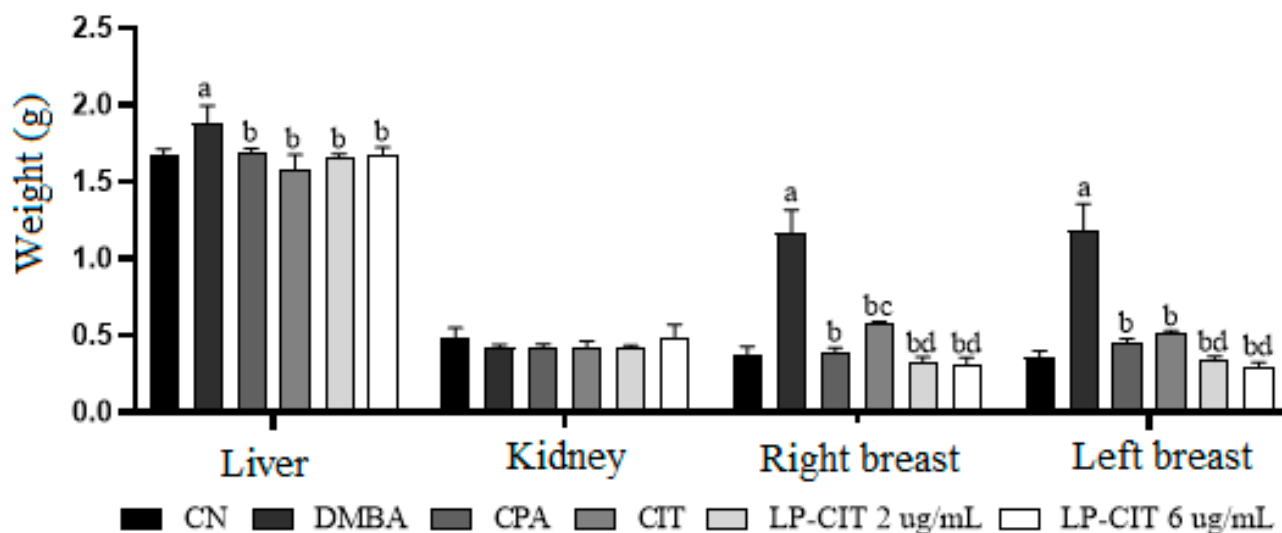 2.5
2.0
1.5
1.0
0.5
0.0
Weight (g)
a b b b b
a b bc bd bd
a b b bd bd
Liver Kidney Right breast Left breast
CN DMBA CPA CIT LP-CIT 2 ug/mL LP-CIT 6 ug/mL